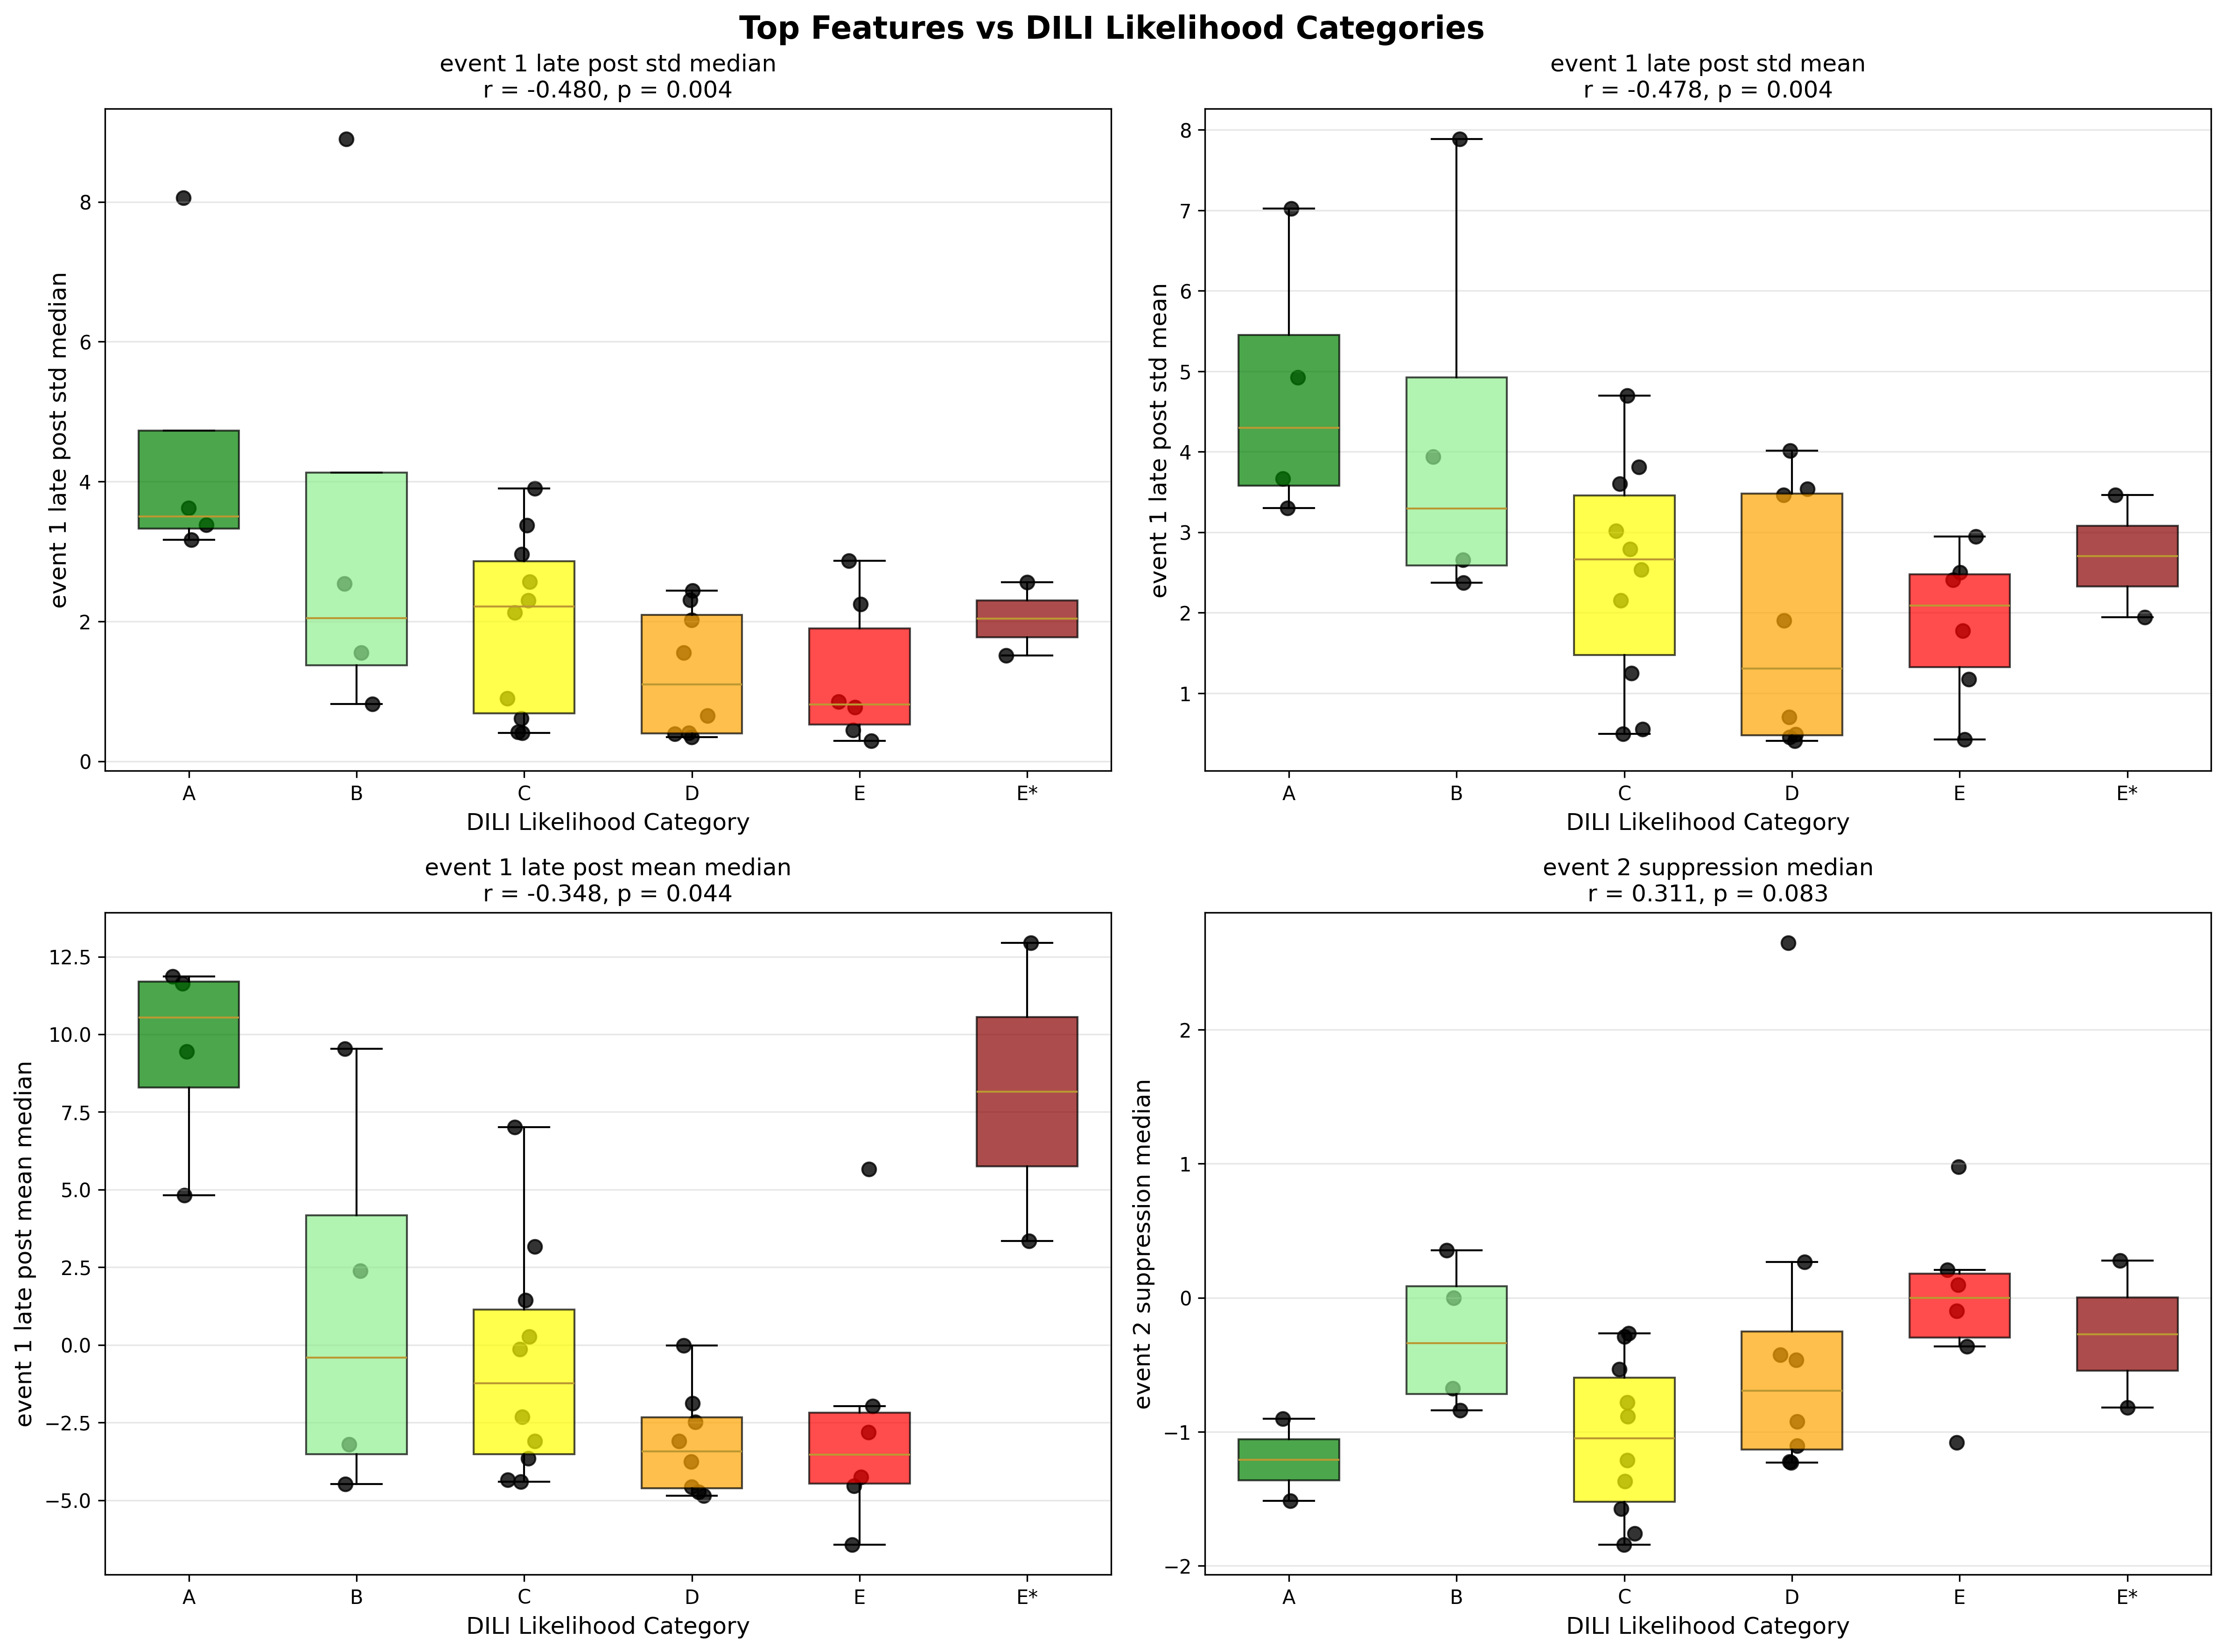 Top Features vs DILI Likelihood Categories
event 1 late post std median
r = -0.480, p = 0.004
event 1 late post std median
8
6
4
2
0
A B C D E E*
DILI Likelihood Category
event 1 late post std mean
r = -0.478, p = 0.004
event 1 late post std mean
8
7
6
5
4
3
2
1
A B C D E E*
DILI Likelihood Category
event 1 late post mean median
r = -0.348, p = 0.044
event 1 late post mean median
12.5
10.0
7.5
5.0
2.5
0.0
−2.5
−5.0
A B C D E E*
DILI Likelihood Category
event 2 suppression median
r = 0.311, p = 0.083
event 2 suppression median
2
1
0
−1
−2
A B C D E E*
DILI Likelihood Category